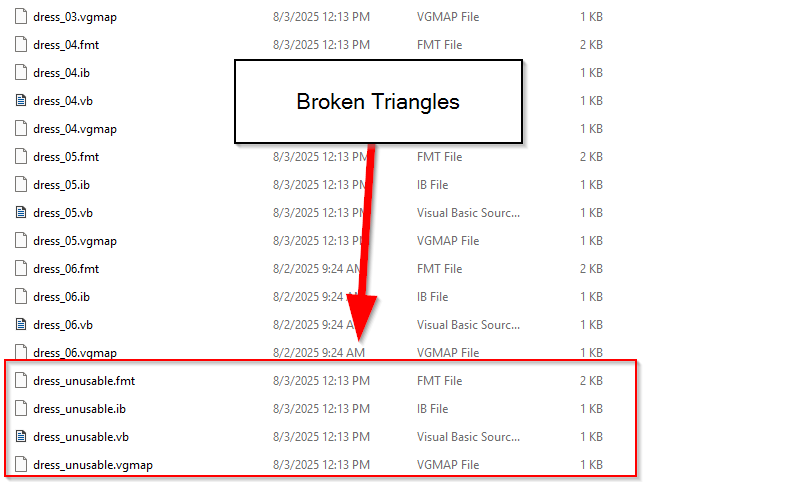 dress_03.vgmap 8/3/2025 12:13 PM VGMAP File 1 KB
dress_04.fmt 8/3/2025 12:13 PM FMT File 2 KB
dress_04.ib 1 KB
dress_04.vb 1 KB
Broken Triangles
dress_04.vgmap 1 KB
dress_05.fmt 8/3/2025 12:13 PM FMT File 2 KB
dress_05.ib 8/3/2025 12:13 PM IB File 1 KB
dress_05.vb 8/3/2025 12:13 PM Visual Basic Sourc... 1 KB
dress_05.vgmap 8/3/2025 12:13 PM VGMAP File 1 KB
dress_06.fmt 8/2/2025 9:24 AM FMT File 2 KB
dress_06.ib 8/2/2025 9:24 AM IB File 1 KB
dress_06.vb 8/2/2025 9:24 AM Visual Basic Sourc... 1 KB
dress_06.vgmap 8/2/2025 9:24 AM VGMAP File 1 KB
dress_unusable.fmt 8/3/2025 12:13 PM FMT File 2 KB
dress_unusable.ib 8/3/2025 12:13 PM IB File 1 KB
dress_unusable.vb 8/3/2025 12:13 PM Visual Basic Sourc... 1 KB
dress_unusable.vgmap 8/3/2025 12:13 PM VGMAP File 1 KB